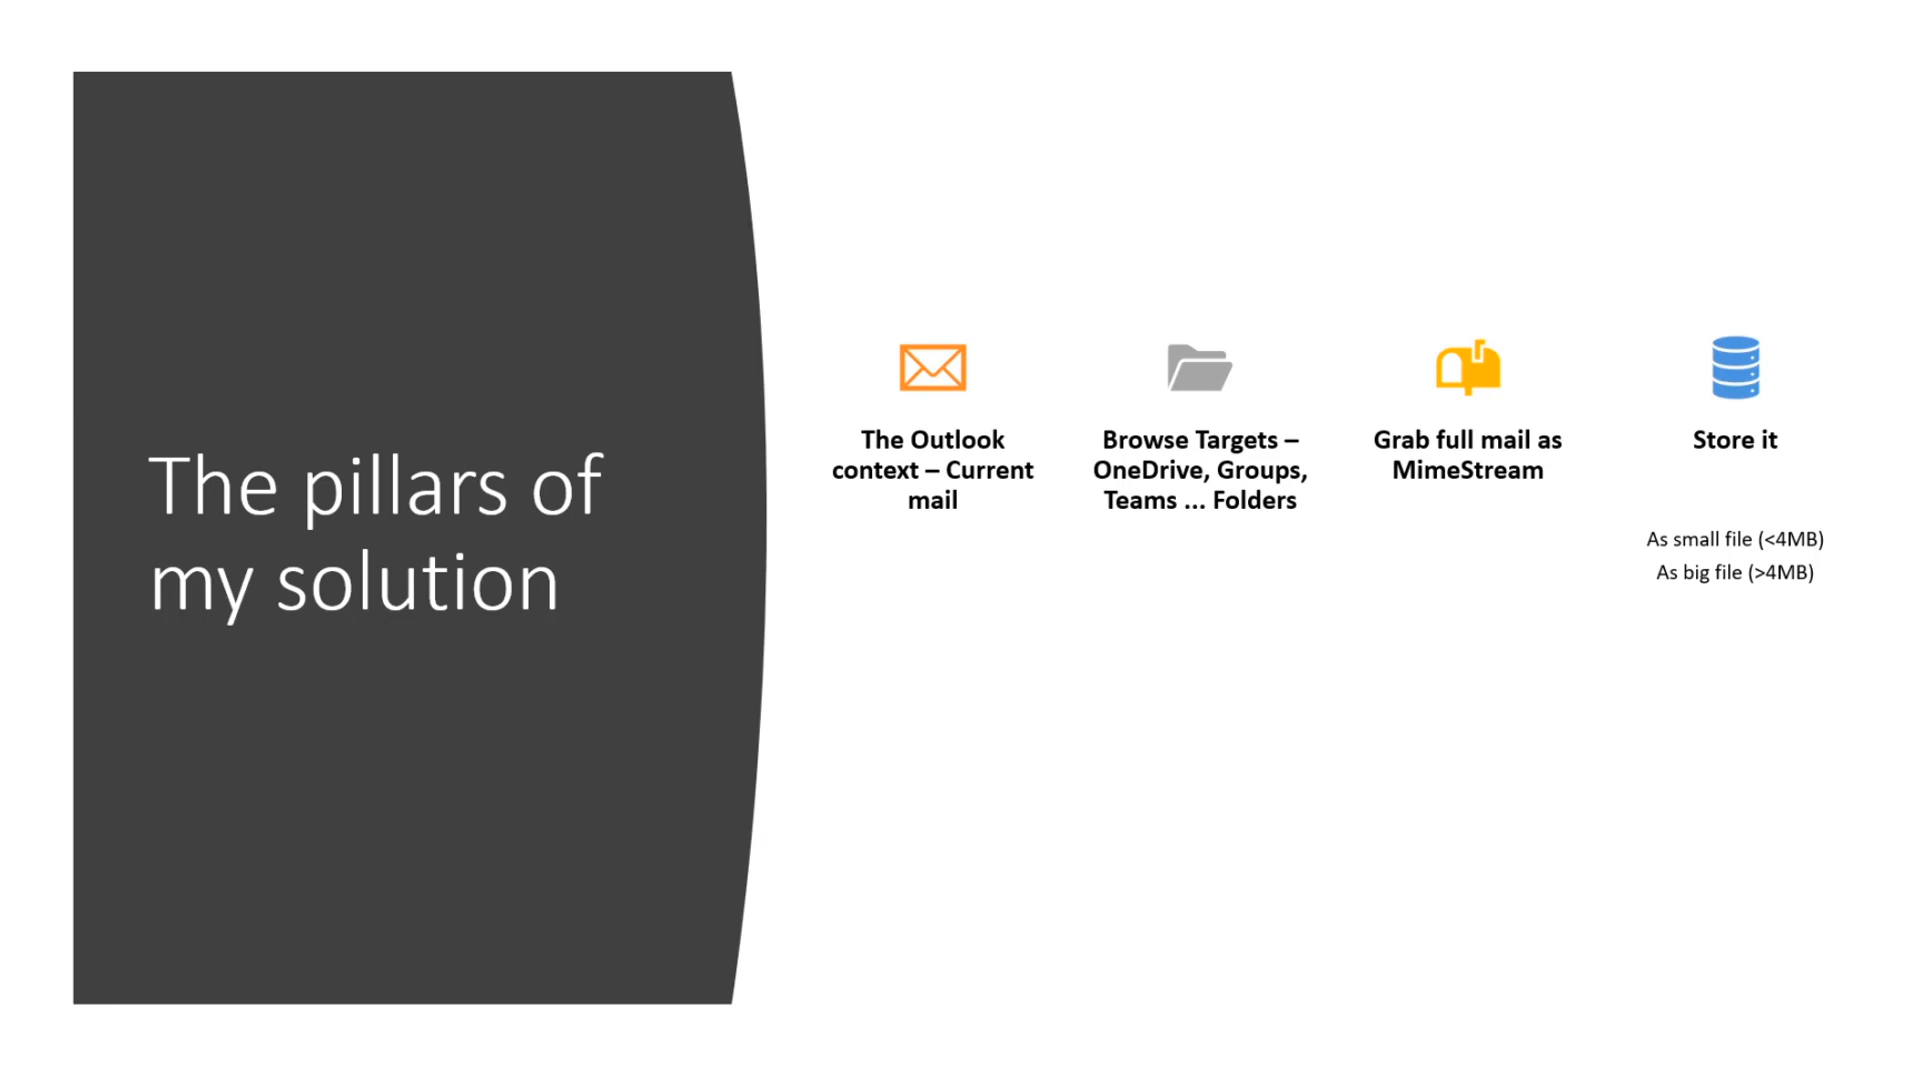 The pillars of
my solution
The Outlook
context – Current
mail
Browse Targets –
OneDrive, Groups,
Teams ... Folders
Grab full mail as
MimeStream
Store it
As small file (<4MB)
As big file (>4MB)